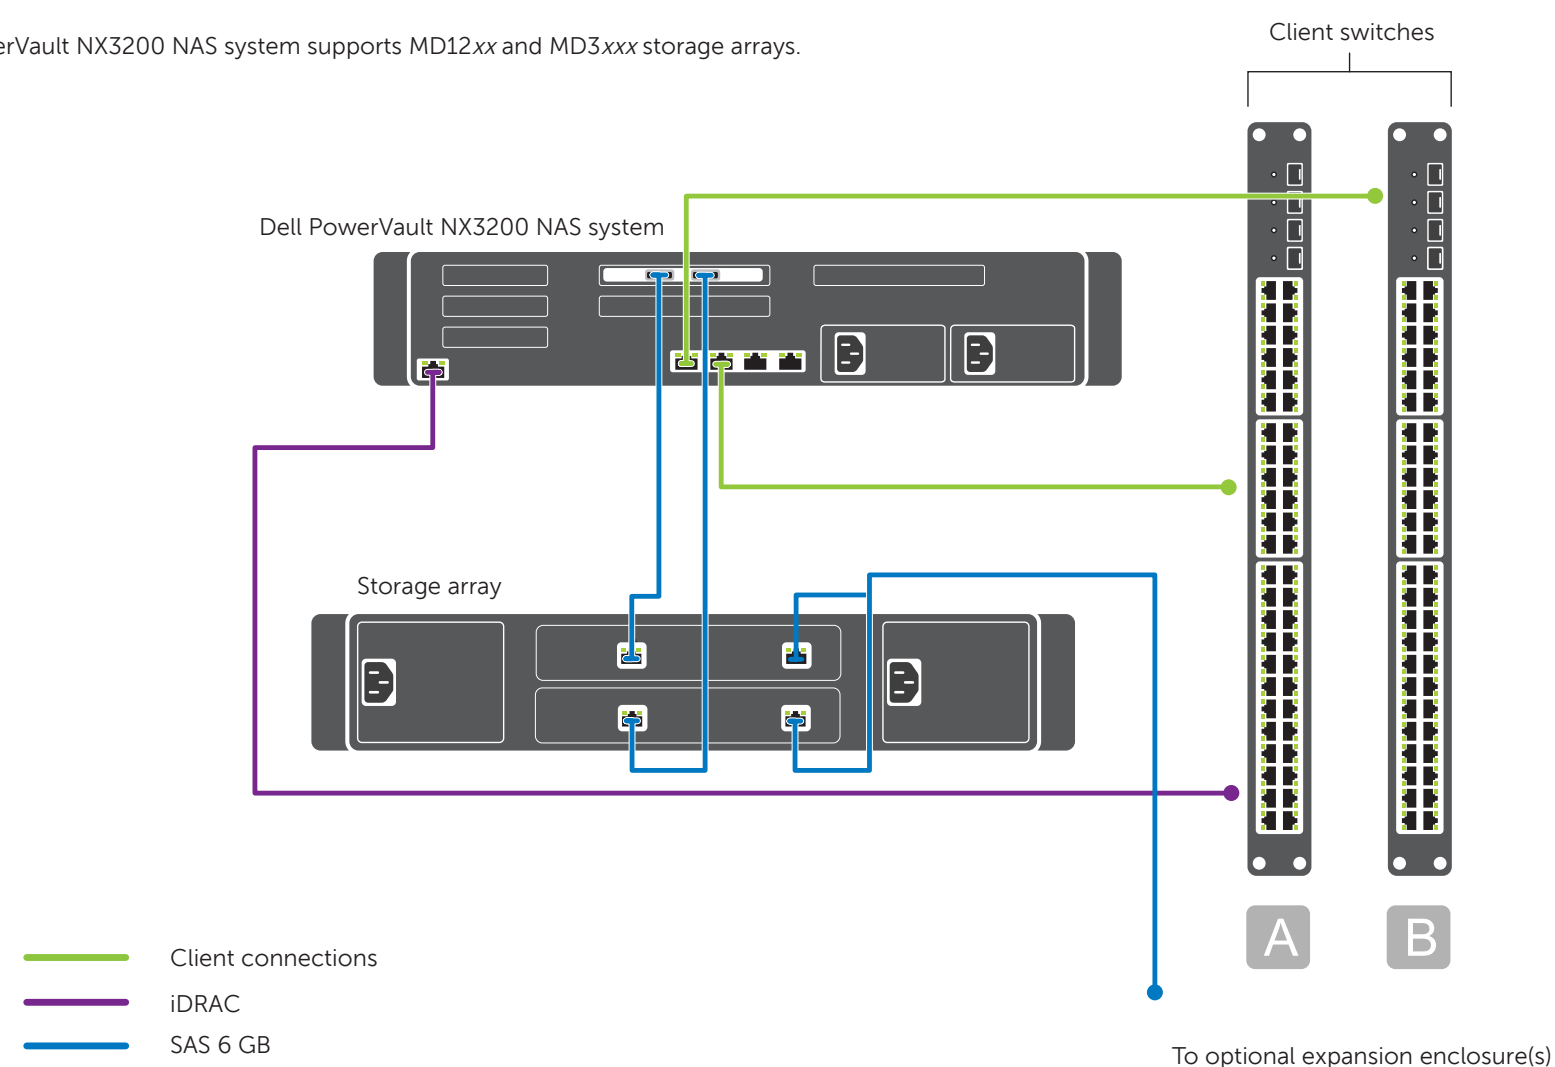 erVault NX3200 NAS system supports MD12xx and MD3xxx storage arrays.
Client switches
Dell PowerVault NX3200 NAS system
Storage array
A
B
Client connections
iDRAC
SAS 6 GB
To optional expansion enclosure(s)